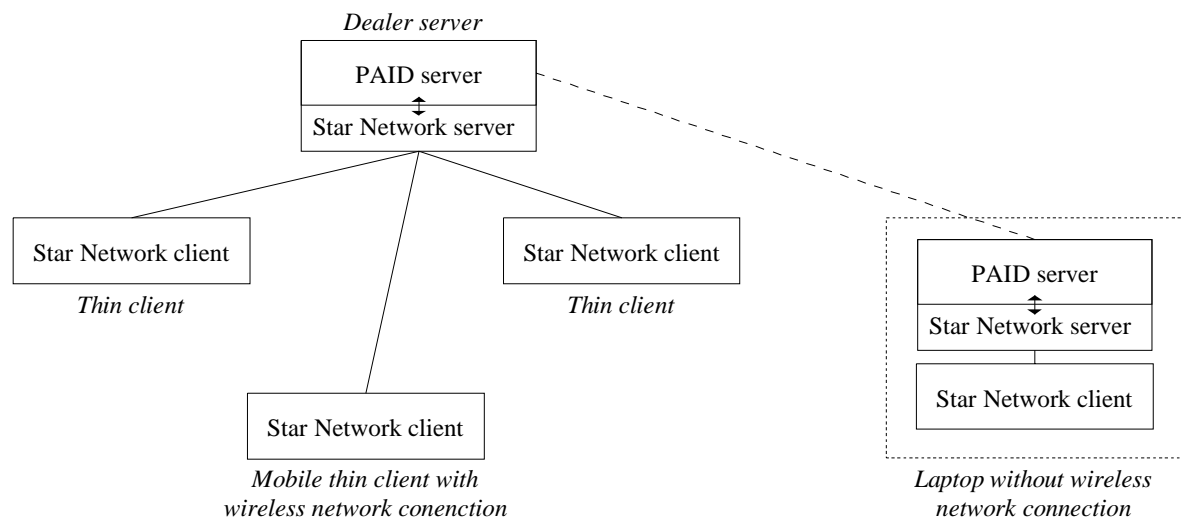 Dealer server
PAID server
Star Network server
Star Network client
Thin client
Star Network client
Thin client
PAID server
Star Network server
Star Network client
Laptop without wireless
network connection
Star Network client
Mobile thin client with
wireless network conenction